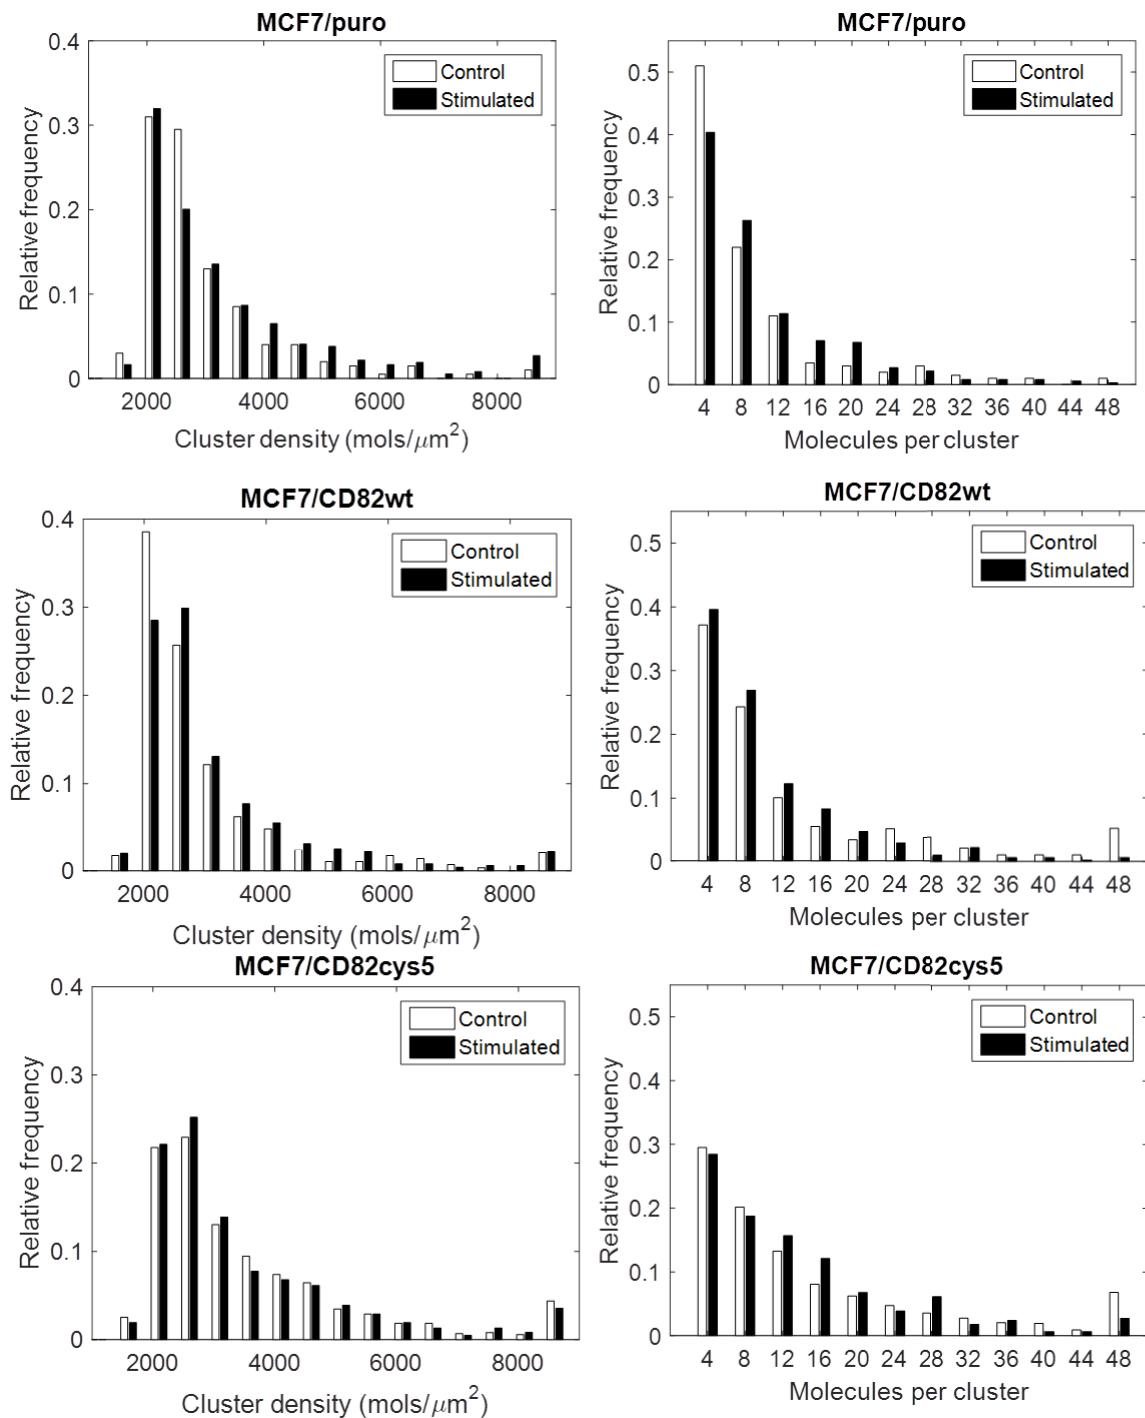 MCF7/puro
0.4
0.3
0.2
0.1
0
Relative frequency
Control
Stimulated
2000 4000 6000 8000
Cluster density (mols/μm²)
MCF7/puro
0.5
0.4
0.3
0.2
0.1
0
Relative frequency
Control
Stimulated
4 8 12 16 20 24 28 32 36 40 44 48
Molecules per cluster
MCF7/CD82wt
0.4
0.3
0.2
0.1
0
Relative frequency
Control
Stimulated
2000 4000 6000 8000
Cluster density (mols/μm²)
MCF7/CD82wt
0.5
0.4
0.3
0.2
0.1
0
Relative frequency
Control
Stimulated
4 8 12 16 20 24 28 32 36 40 44 48
Molecules per cluster
MCF7/CD82cys5
0.4
0.3
0.2
0.1
0
Relative frequency
Control
Stimulated
2000 4000 6000 8000
Cluster density (mols/μm²)
MCF7/CD82cys5
0.5
0.4
0.3
0.2
0.1
0
Relative frequency
Control
Stimulated
4 8 12 16 20 24 28 32 36 40 44 48
Molecules per cluster